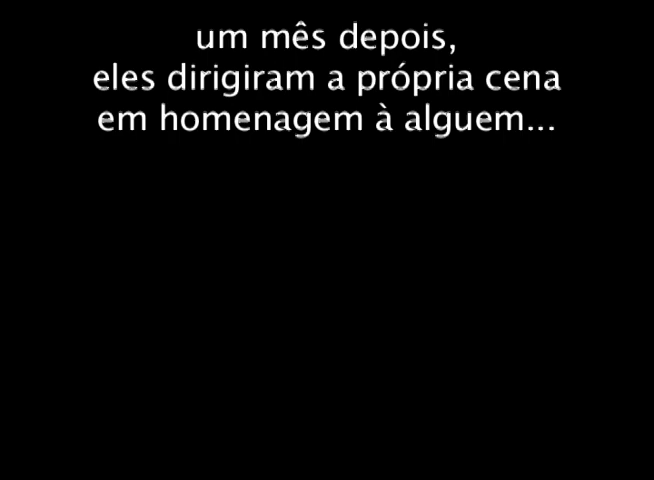 um mês depois,
eles dirigiram a própria cena
em homenagem à alguem...